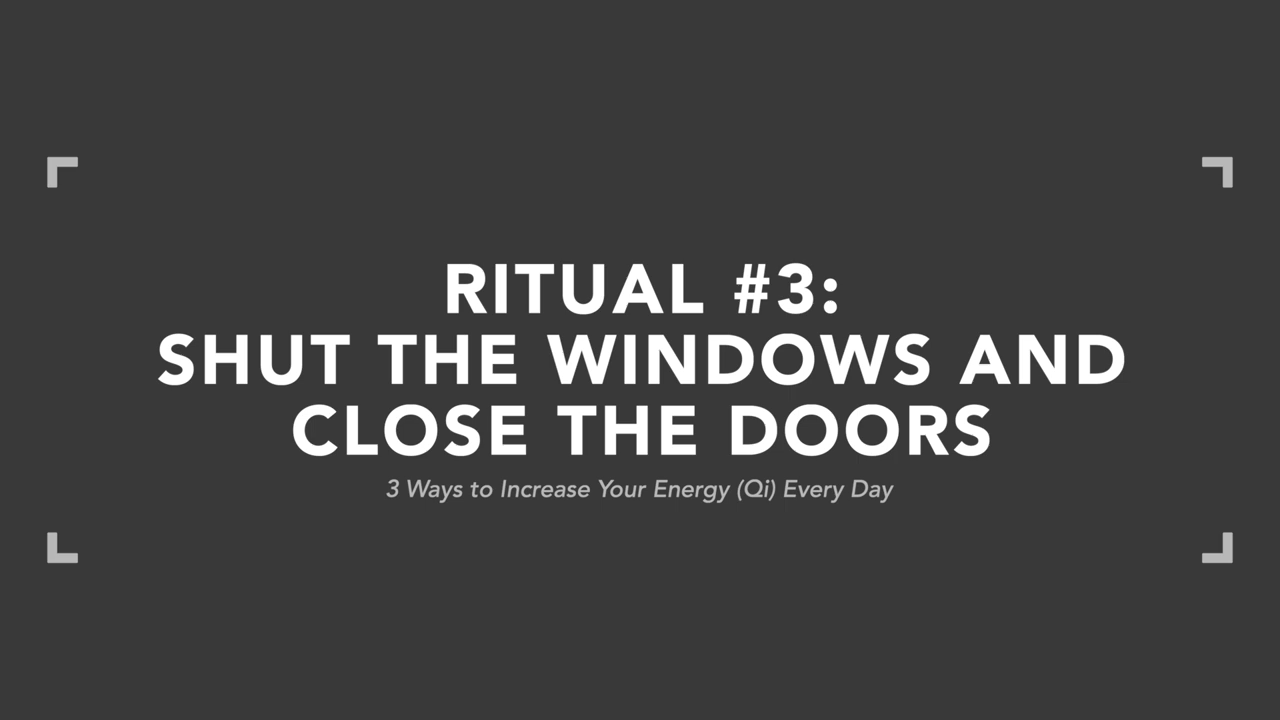 RITUAL #3:
SHUT THE WINDOWS AND
CLOSE THE DOORS
3 Ways to Increase Your Energy (Qi) Every Day